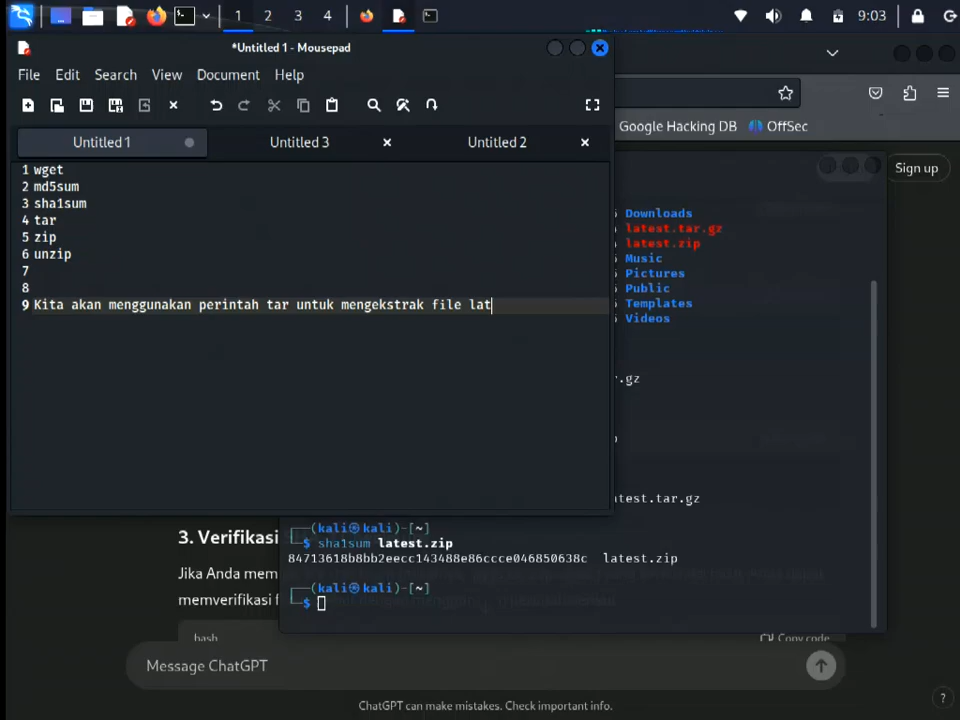 1 2 3 4 9:03
*Untitled 1 - Mousepad
File Edit Search View Document Help
Untitled 1 Untitled 3 Untitled 2
1 wget
2 md5sum
3 sha1sum
4 tar
5 zip
6 unzip
7
8
9 Kita akan menggunakan perintah tar untuk mengekstrak file lat
Google Hacking DB OffSec
Sign up
Downloads
latest.tar.gz
latest.zip
Music
Pictures
Public
Templates
Videos
.gz
atest.tar.gz
(kali㉿kali)-[~]
$ sha1sum latest.zip
84713618b8bb2eecc143488e86ccce046850638c latest.zip
(kali㉿kali)-[~]
$
3. Verifikasi
Jika Anda mem
memverifikasi f
bash Copy code
Message ChatGPT
ChatGPT can make mistakes. Check important info.
?